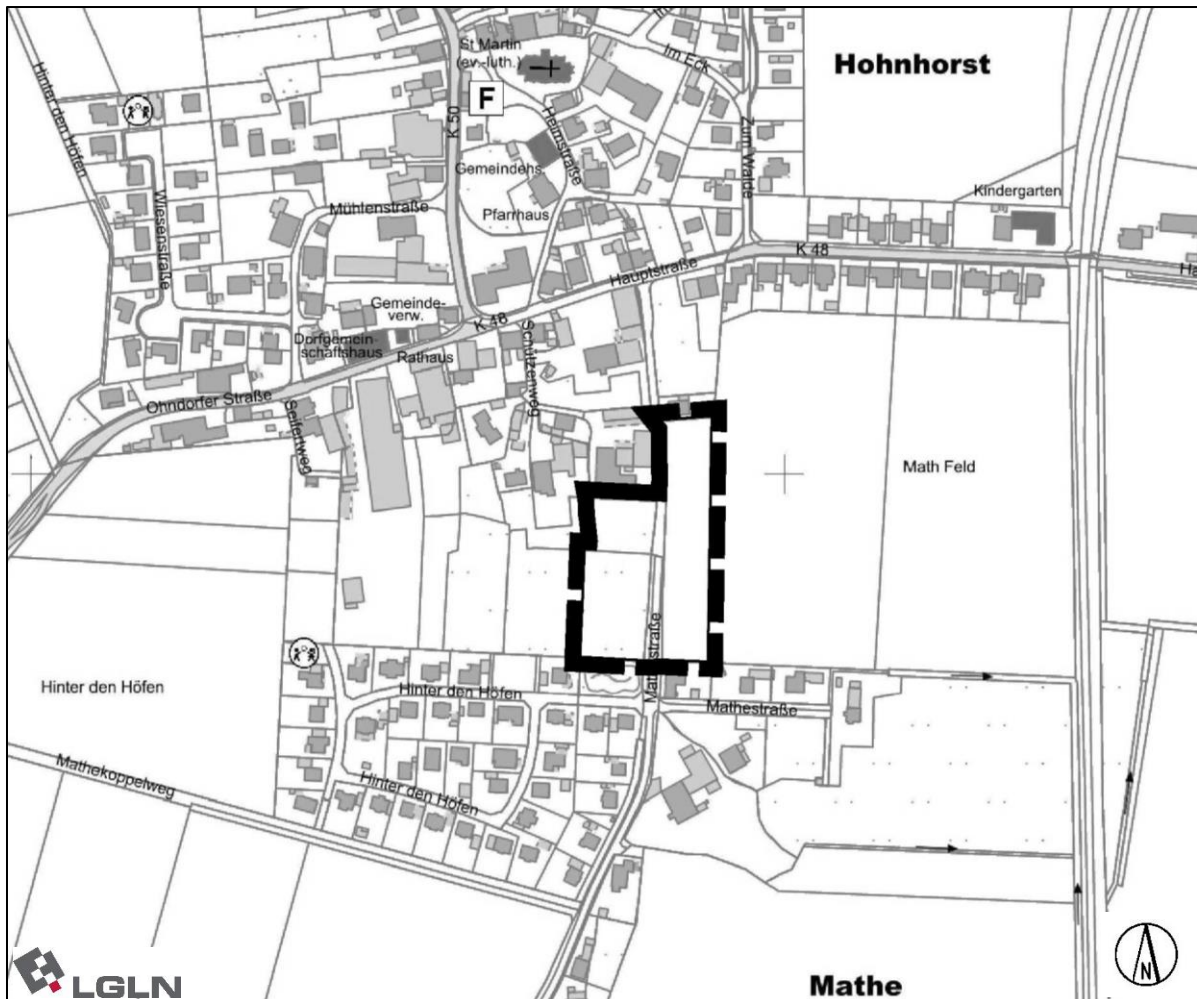 St Martin
(ev.-luth.)
Im Eck
Hohnhorst
Hinter den Höfen
F
K 50
Heimstraße
Zum Walde
Gemeindehs.
Kindergarten
Wiesenstraße
Mühlenstraße
Pfarrhaus
K 48
Hauptstraße
Ha
Gemeinde-
verw.
K 48
Schützenweg
Dorfgemein-
schaftshaus
Rathaus
Ohndorfer Straße
Seifertweg
Math Feld
Hinter den Höfen
Hinter den Höfen
Mathestraße
Mathekoppelweg
Hinter den Höfen
N
LGLN
Mathe